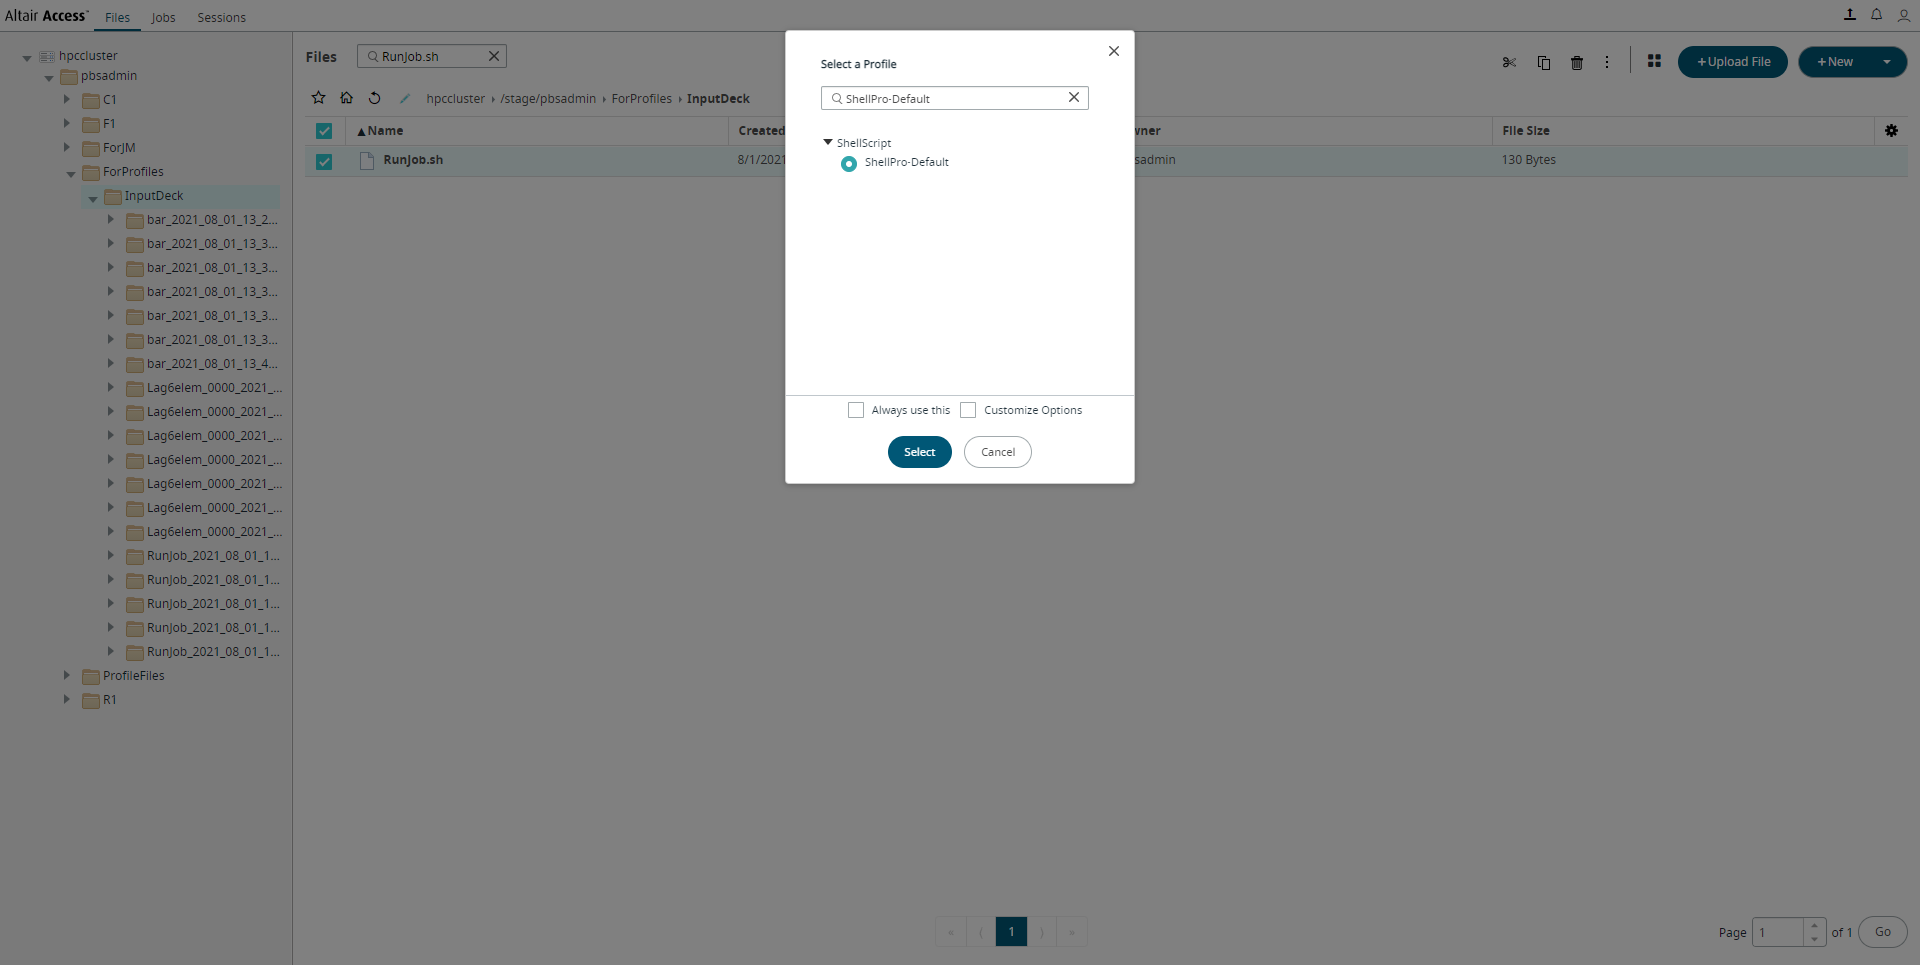 Altair Access™ Files Jobs Sessions
hpccluster
pbsadmin
C1
F1
ForJM
ForProfiles
InputDeck
bar_2021_08_01_13_2...
bar_2021_08_01_13_3...
bar_2021_08_01_13_3...
bar_2021_08_01_13_3...
bar_2021_08_01_13_3...
bar_2021_08_01_13_3...
bar_2021_08_01_13_4...
Lag6elem_0000_2021_...
Lag6elem_0000_2021_...
Lag6elem_0000_2021_...
Lag6elem_0000_2021_...
Lag6elem_0000_2021_...
Lag6elem_0000_2021_...
Lag6elem_0000_2021_...
RunJob_2021_08_01_1...
RunJob_2021_08_01_1...
RunJob_2021_08_01_1...
RunJob_2021_08_01_1...
RunJob_2021_08_01_1...
ProfileFiles
R1
Files RunJob.sh
+Upload File +New
hpccluster › /stage/pbsadmin › ForProfiles › InputDeck
Name Created wner File Size
RunJob.sh 8/1/2021 sadmin 130 Bytes
Select a Profile
ShellPro-Default
ShellScript
ShellPro-Default
Always use this Customize Options
Select Cancel
« ⟨ 1 ⟩ »
Page 1 of 1 Go